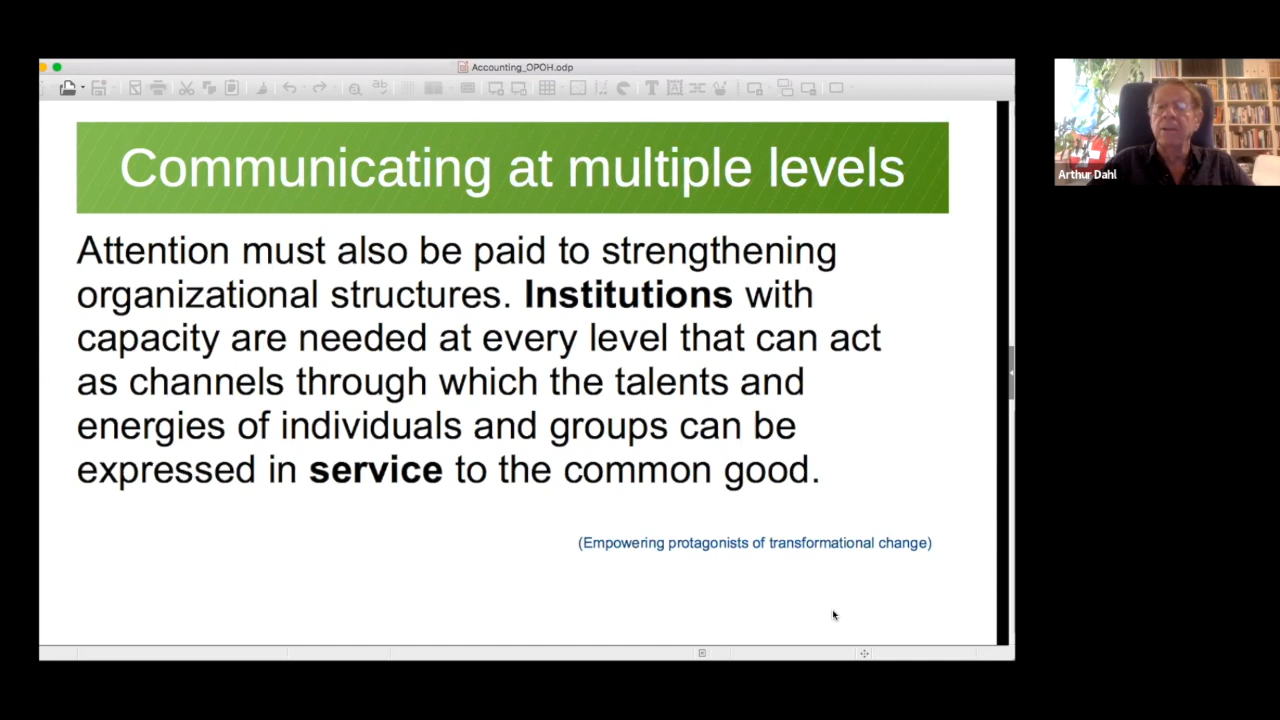 Accounting_OPOH.odp
Communicating at multiple levels
Attention must also be paid to strengthening
organizational structures. Institutions with
capacity are needed at every level that can act
as channels through which the talents and
energies of individuals and groups can be
expressed in service to the common good.
(Empowering protagonists of transformational change)
Arthur Dahl